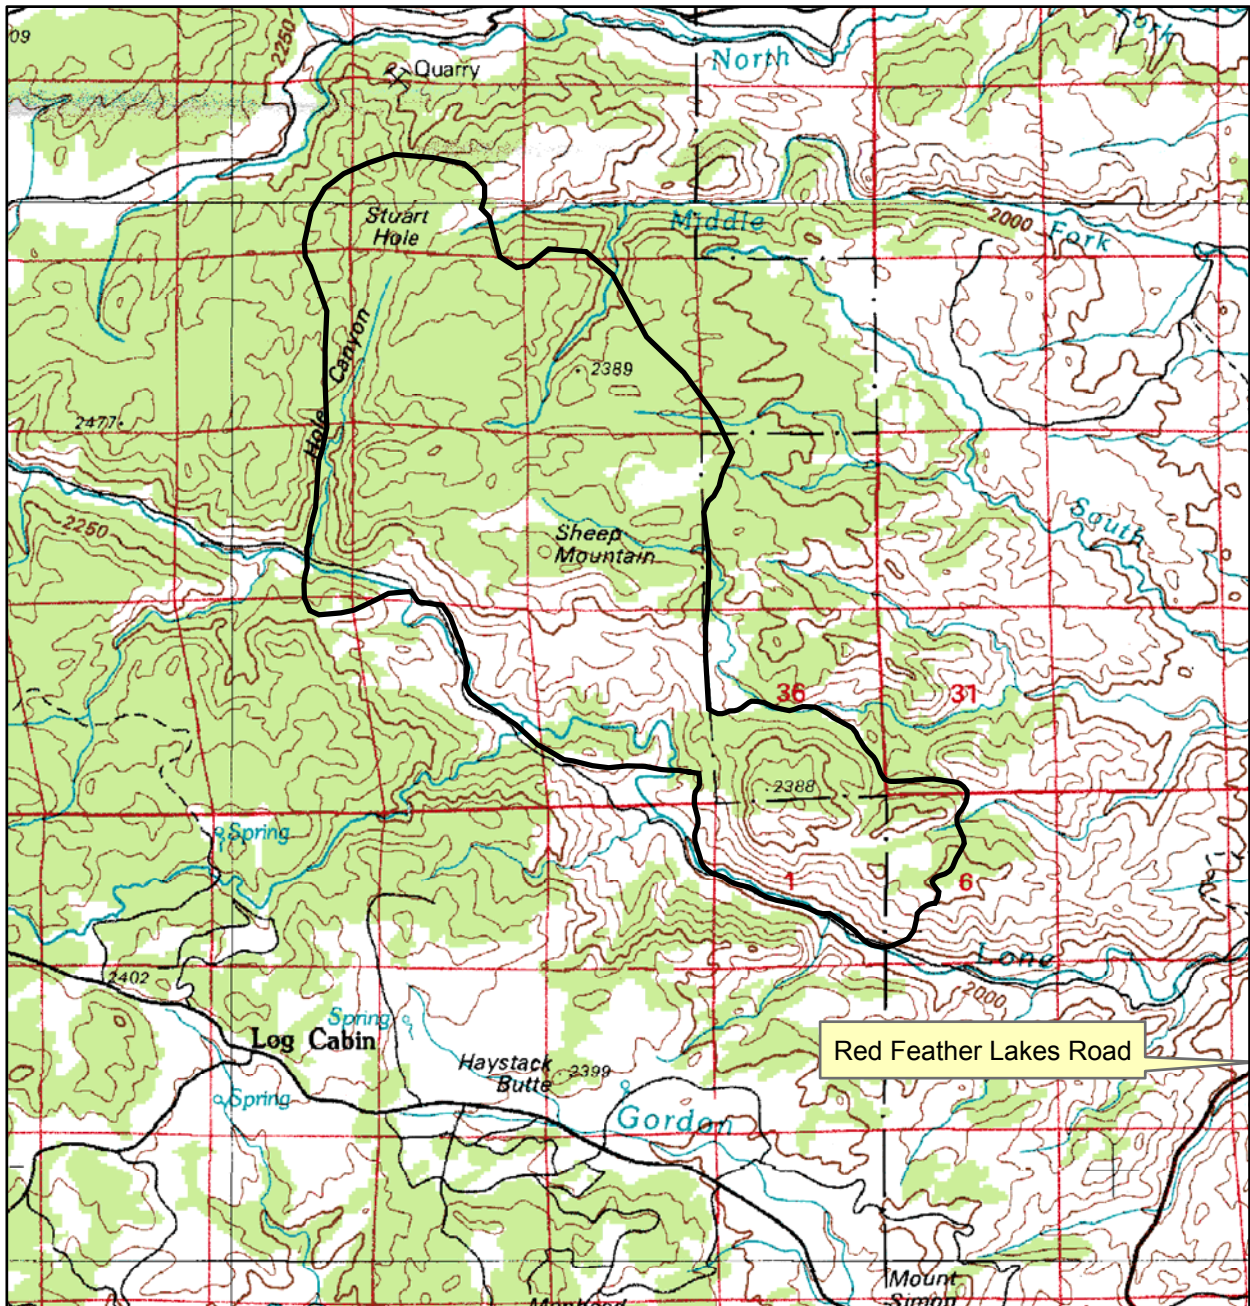 09
2250
Quarry
North
Fork
Stuart
Hole
Middle
2000
Fork
Hole Canyon
2389
2477
2250
Sheep
Mountain
South
36
31
2388
Spring
1
6
Lone
2402
2000
Spring
Log Cabin
Red Feather Lakes Road
Haystack
Butte
2399
Spring
Gordon
Mount
Simon